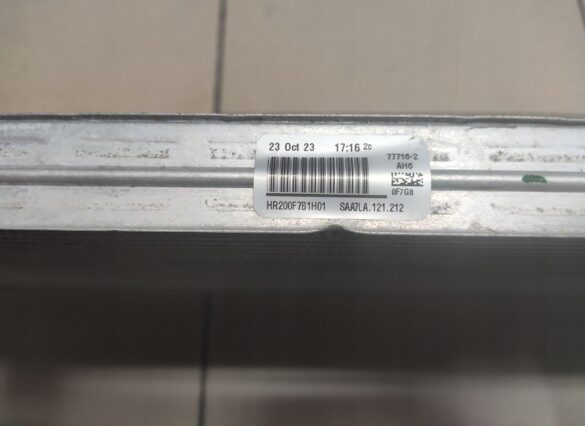 23 Oct 23 17:16 2c
77716-2
AH6
0F7G8
HR200F7B1H01 SAA7LA.121.212